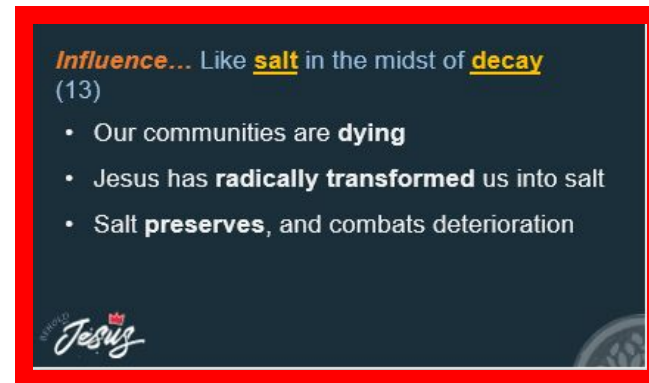 Influence... Like salt in the midst of decay
(13)
• Our communities are dying
• Jesus has radically transformed us into salt
• Salt preserves, and combats deterioration
BEHOLD
Jesus